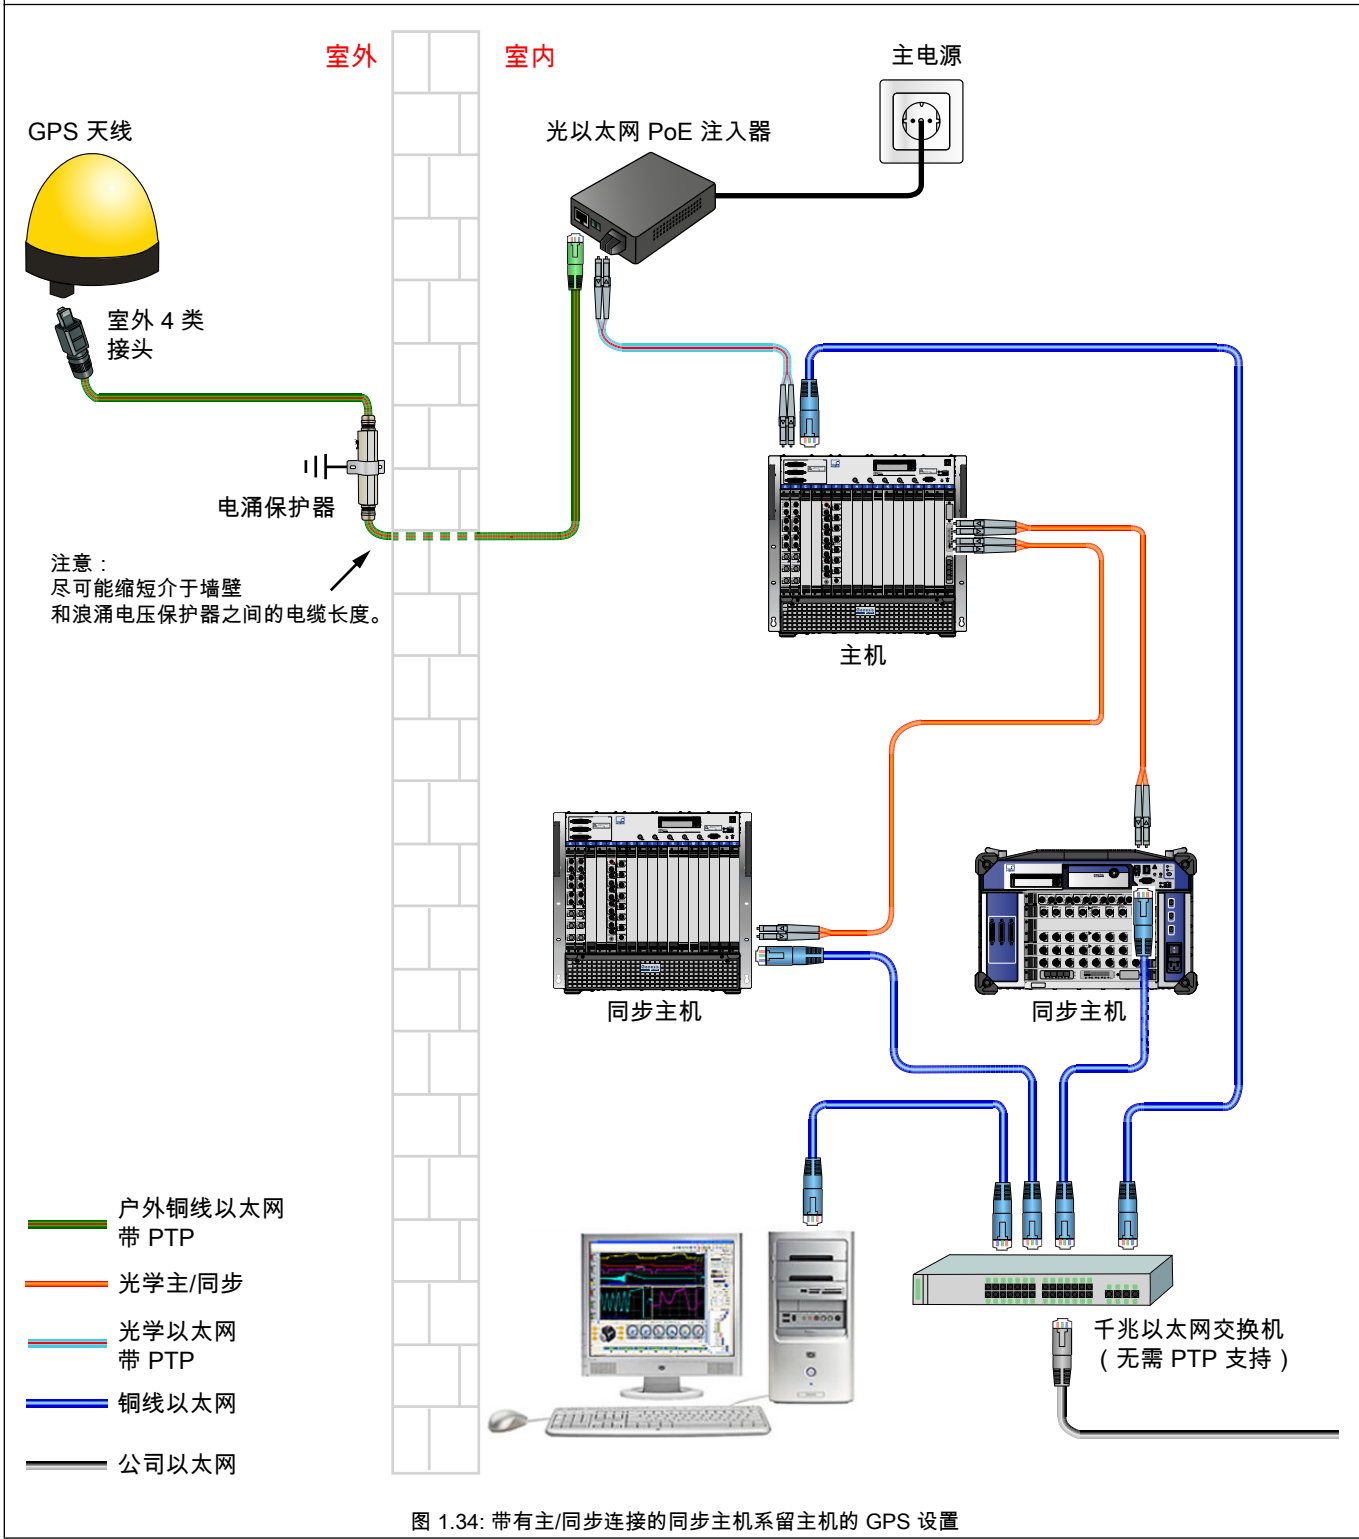 室外
室内
主电源
GPS 天线
光以太网 PoE 注入器
室外 4 类
接头
电涌保护器
注意：
尽可能缩短介于墙壁
和浪涌电压保护器之间的电缆长度。
主机
同步主机
同步主机
户外铜线以太网
带 PTP
光学主/同步
光学以太网
带 PTP
铜线以太网
公司以太网
千兆以太网交换机
（无需 PTP 支持）
图 1.34: 带有主/同步连接的同步主机系留主机的 GPS 设置